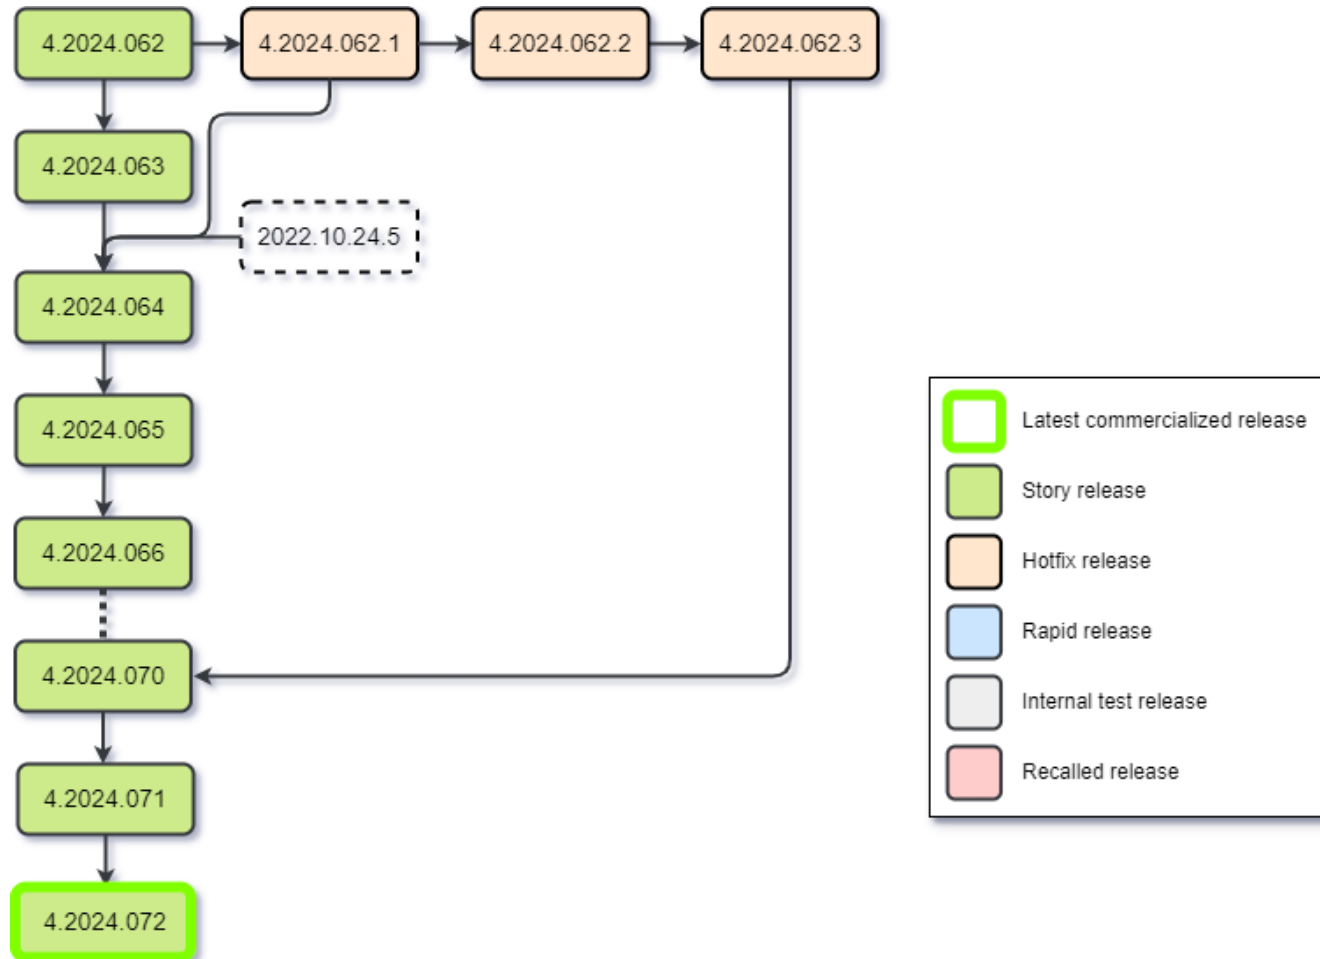 4.2024.062
4.2024.062.1
4.2024.062.2
4.2024.062.3
4.2024.063
2022.10.24.5
4.2024.064
4.2024.065
4.2024.066
4.2024.070
4.2024.071
4.2024.072
Latest commercialized release
Story release
Hotfix release
Rapid release
Internal test release
Recalled release